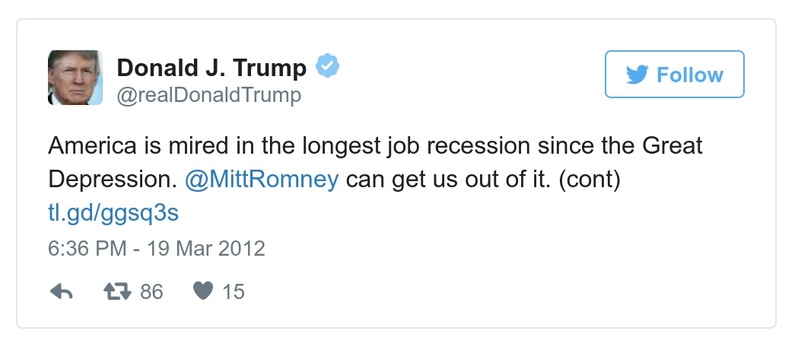 Donald J. Trump
@realDonaldTrump
Follow
America is mired in the longest job recession since the Great
Depression. @MittRomney can get us out of it. (cont)
tl.gd/ggsq3s
6:36 PM - 19 Mar 2012
86 15